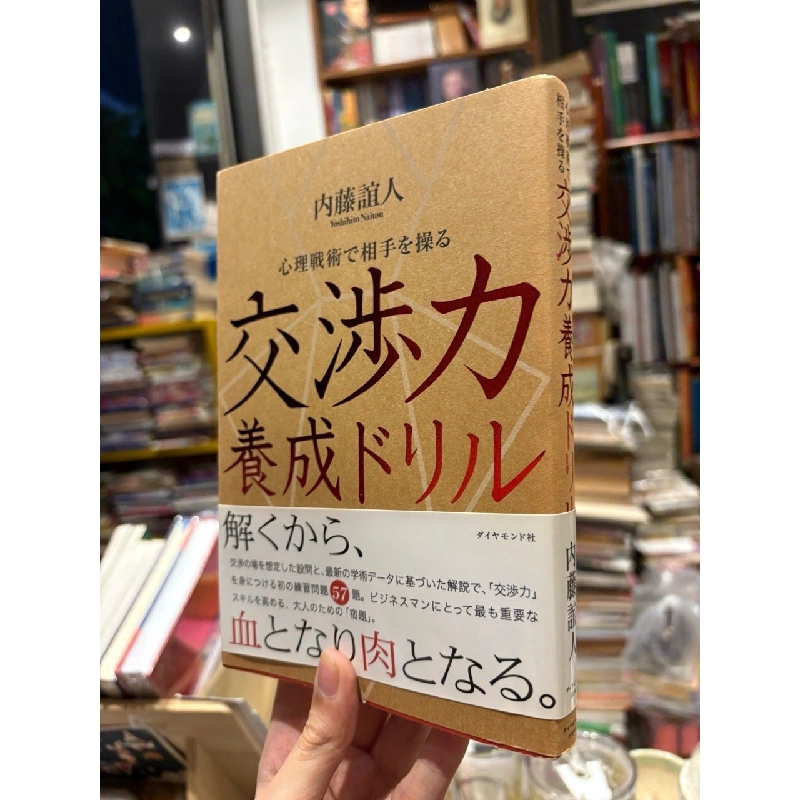 内藤誼人
Yoshihito Naitou
心理戦術で相手を操る
交渉力
養成ドリル
ダイヤモンド社
解くから、
交渉の場を想定した設問と、最新の学術データに基づいた解説で、「交渉力」
を身につける初の練習問題57題。ビジネスマンにとって最も重要な
スキルを高める、大人のための「宿題」。
血となり肉となる。
相手を操る
交渉力養成ドリル
内藤誼人